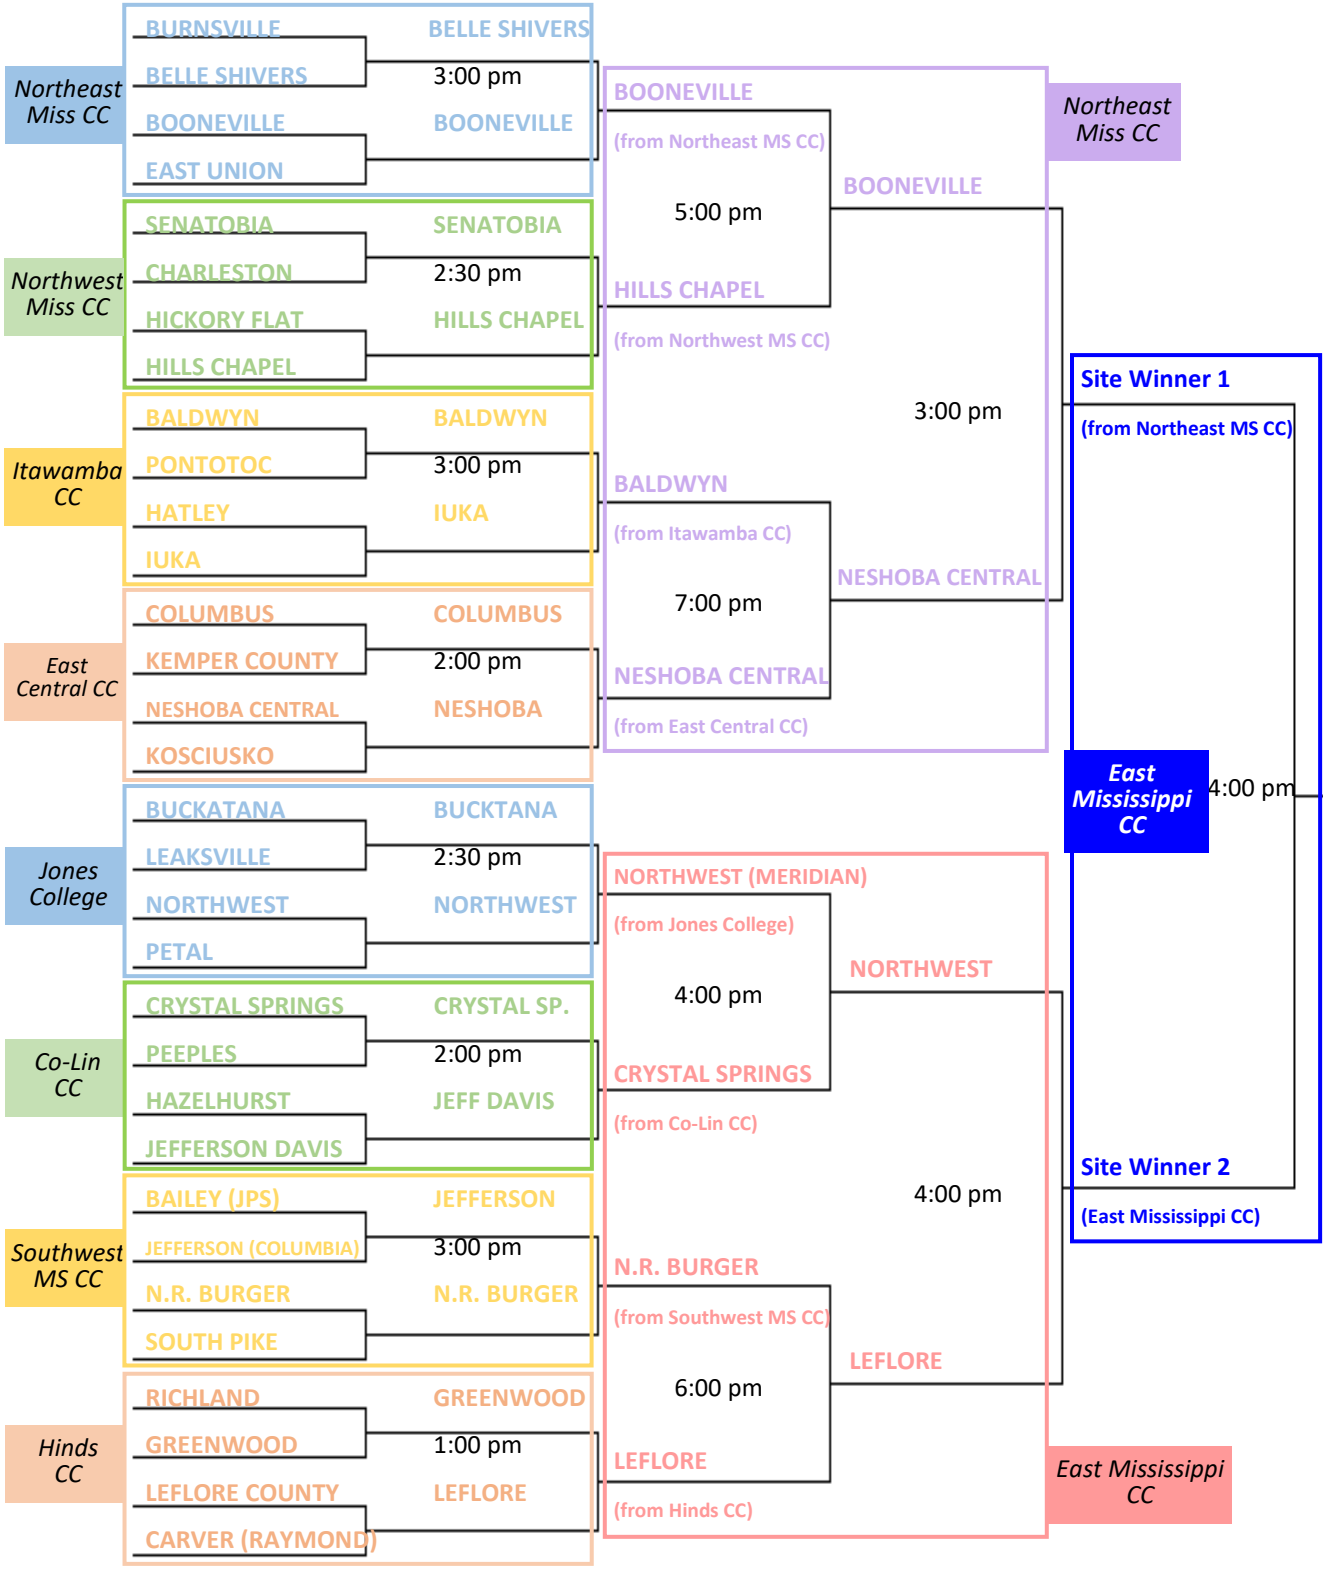 BURNSVILLE
BELLE SHIVERS
BELLE SHIVERS
3:00 pm
Northeast
Miss CC
BOONEVILLE
BOONEVILLE
EAST UNION
SENATOBIA
SENATOBIA
CHARLESTON
2:30 pm
Northwest
Miss CC
HICKORY FLAT
HILLS CHAPEL
HILLS CHAPEL
BALDWYN
BALDWYN
PONTOTOC
3:00 pm
Itawamba
CC
HATLEY
IUKA
IUKA
COLUMBUS
COLUMBUS
KEMPER COUNTY
2:00 pm
East
Central CC
NESHOBA CENTRAL
NESHOBA
KOSCIUSKO
BUCKATANA
BUCKTANA
LEAKSVILLE
2:30 pm
Jones
College
NORTHWEST
NORTHWEST
PETAL
CRYSTAL SPRINGS
CRYSTAL SP.
PEEPLES
2:00 pm
Co-Lin
CC
HAZELHURST
JEFF DAVIS
JEFFERSON DAVIS
BAILEY (JPS)
JEFFERSON
JEFFERSON (COLUMBIA)
3:00 pm
Southwest
MS CC
N.R. BURGER
N.R. BURGER
SOUTH PIKE
RICHLAND
GREENWOOD
GREENWOOD
1:00 pm
Hinds
CC
LEFLORE COUNTY
LEFLORE
CARVER (RAYMOND)
BOONEVILLE
(from Northeast MS CC)
5:00 pm
HILLS CHAPEL
(from Northwest MS CC)
BOONEVILLE
Northeast
Miss CC
3:00 pm
BALDWYN
(from Itawamba CC)
7:00 pm
NESHOBA CENTRAL
NESHOBA CENTRAL
(from East Central CC)
NORTHWEST (MERIDIAN)
(from Jones College)
4:00 pm
NORTHWEST
CRYSTAL SPRINGS
(from Co-Lin CC)
4:00 pm
N.R. BURGER
(from Southwest MS CC)
6:00 pm
LEFLORE
LEFLORE
(from Hinds CC)
East Mississippi
CC
Site Winner 1
(from Northeast MS CC)
East
Mississippi
CC
4:00 pm
Site Winner 2
(East Mississippi CC)